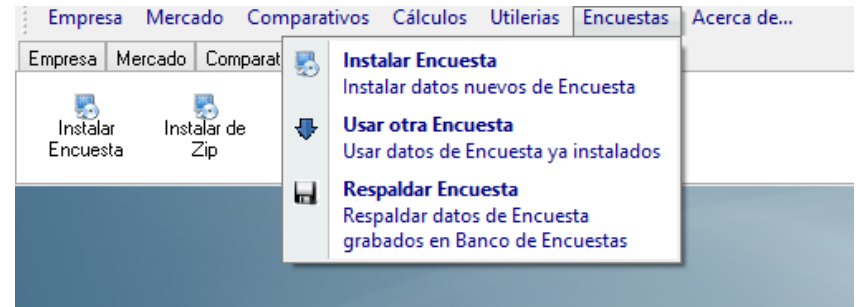 Empresa Mercado Comparativos Cálculos Utilerias Encuestas Acerca de...
Empresa Mercado Comparat
Instalar Encuesta
Instalar de Zip
Instalar Encuesta
Instalar datos nuevos de Encuesta
Usar otra Encuesta
Usar datos de Encuesta ya instalados
Respaldar Encuesta
Respaldar datos de Encuesta
grabados en Banco de Encuestas